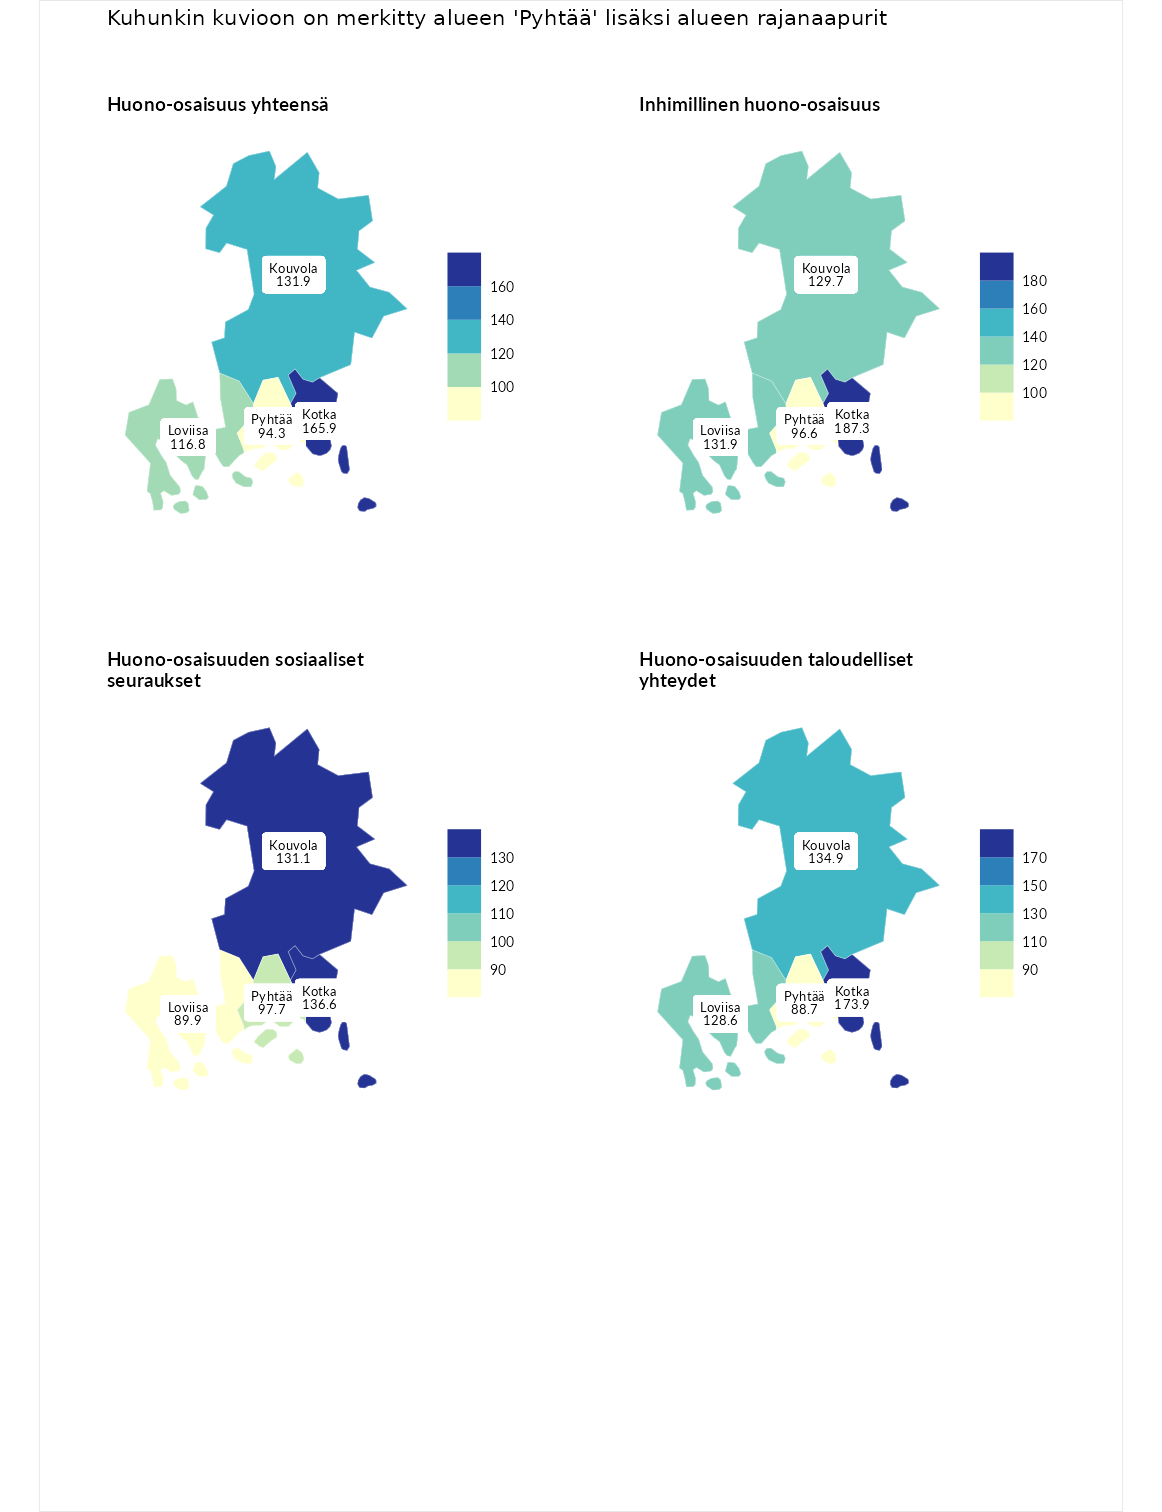 Kuhunkin kuvioon on merkitty alueen 'Pyhtää' lisäksi alueen rajanaapurit
Huono-osaisuus yhteensä
Kouvola
131.9
Loviisa
116.8
Pyhtää
94.3
Kotka
165.9
160
140
120
100
Inhimillinen huono-osaisuus
Kouvola
129.7
Loviisa
131.9
Pyhtää
96.6
Kotka
187.3
180
160
140
120
100
Huono-osaisuuden sosiaaliset
seuraukset
Kouvola
131.1
Loviisa
89.9
Pyhtää
97.7
Kotka
136.6
130
120
110
100
90
Huono-osaisuuden taloudelliset
yhteydet
Kouvola
134.9
Loviisa
128.6
Pyhtää
88.7
Kotka
173.9
170
150
130
110
90